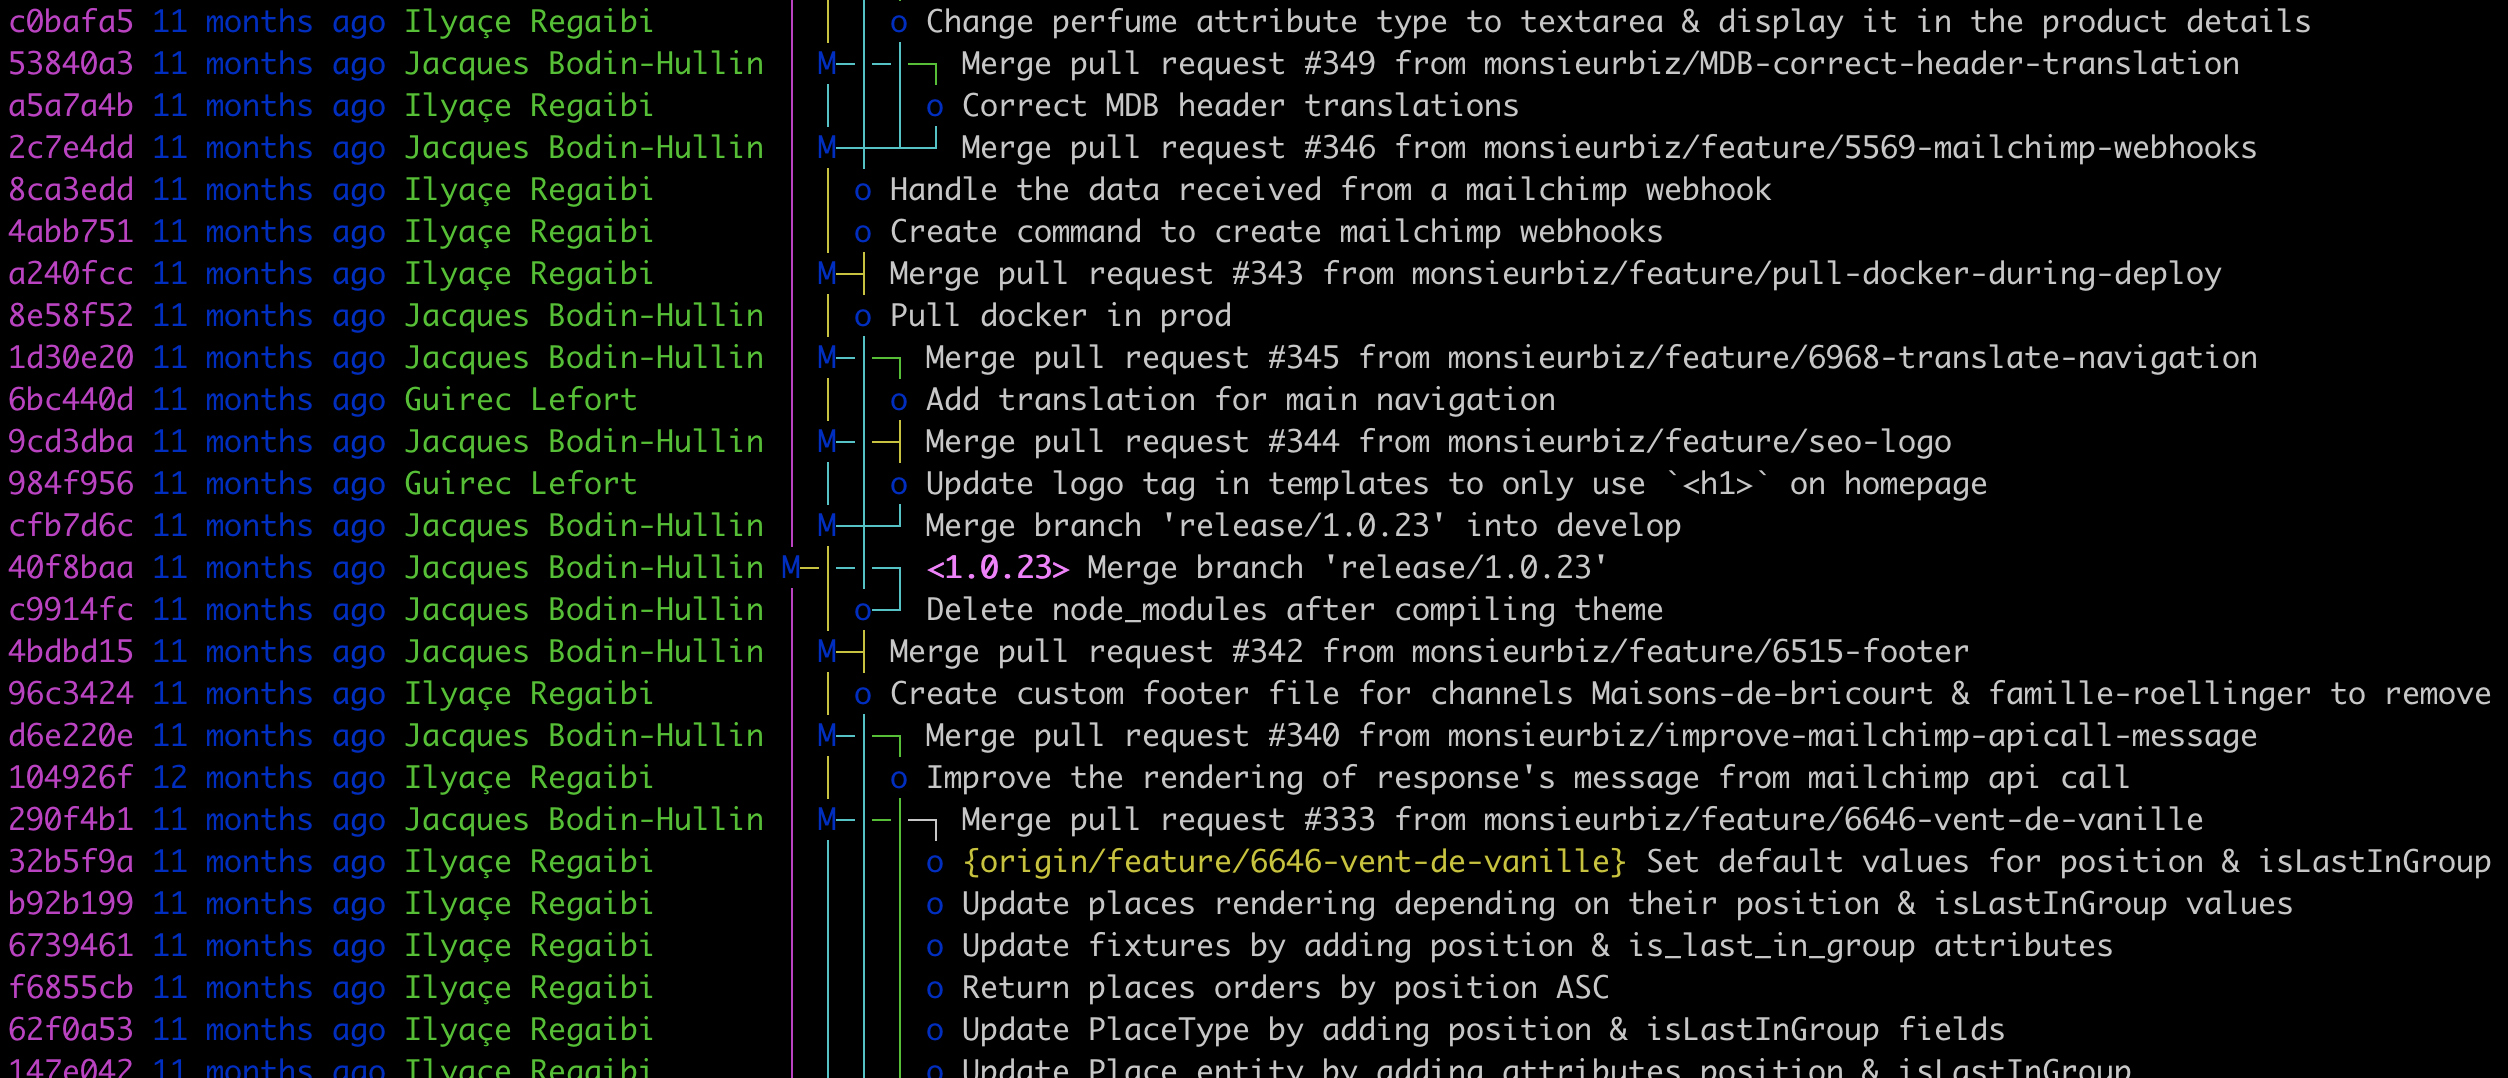 c0bafa5 11 months ago Ilyaçe Regaibi o Change perfume attribute type to textarea & display it in the product details
53840a3 11 months ago Jacques Bodin-Hullin M Merge pull request #349 from monsieurbiz/MDB-correct-header-translation
a5a7a4b 11 months ago Ilyaçe Regaibi o Correct MDB header translations
2c7e4dd 11 months ago Jacques Bodin-Hullin M Merge pull request #346 from monsieurbiz/feature/5569-mailchimp-webhooks
8ca3edd 11 months ago Ilyaçe Regaibi o Handle the data received from a mailchimp webhook
4abb751 11 months ago Ilyaçe Regaibi o Create command to create mailchimp webhooks
a240fcc 11 months ago Ilyaçe Regaibi M Merge pull request #343 from monsieurbiz/feature/pull-docker-during-deploy
8e58f52 11 months ago Jacques Bodin-Hullin o Pull docker in prod
1d30e20 11 months ago Jacques Bodin-Hullin M Merge pull request #345 from monsieurbiz/feature/6968-translate-navigation
6bc440d 11 months ago Guirec Lefort o Add translation for main navigation
9cd3dba 11 months ago Jacques Bodin-Hullin M Merge pull request #344 from monsieurbiz/feature/seo-logo
984f956 11 months ago Guirec Lefort o Update logo tag in templates to only use `<h1>` on homepage
cfb7d6c 11 months ago Jacques Bodin-Hullin M Merge branch 'release/1.0.23' into develop
40f8baa 11 months ago Jacques Bodin-Hullin M <1.0.23> Merge branch 'release/1.0.23'
c9914fc 11 months ago Jacques Bodin-Hullin o Delete node_modules after compiling theme
4bdbd15 11 months ago Jacques Bodin-Hullin M Merge pull request #342 from monsieurbiz/feature/6515-footer
96c3424 11 months ago Ilyaçe Regaibi o Create custom footer file for channels Maisons-de-bricourt & famille-roellinger to remove
d6e220e 11 months ago Jacques Bodin-Hullin M Merge pull request #340 from monsieurbiz/improve-mailchimp-apicall-message
104926f 12 months ago Ilyaçe Regaibi o Improve the rendering of response's message from mailchimp api call
290f4b1 11 months ago Jacques Bodin-Hullin M Merge pull request #333 from monsieurbiz/feature/6646-vent-de-vanille
32b5f9a 11 months ago Ilyaçe Regaibi o {origin/feature/6646-vent-de-vanille} Set default values for position & isLastInGroup
b92b199 11 months ago Ilyaçe Regaibi o Update places rendering depending on their position & isLastInGroup values
6739461 11 months ago Ilyaçe Regaibi o Update fixtures by adding position & is_last_in_group attributes
f6855cb 11 months ago Ilyaçe Regaibi o Return places orders by position ASC
62f0a53 11 months ago Ilyaçe Regaibi o Update PlaceType by adding position & isLastInGroup fields
147e042 11 months ago Ilyaçe Regaibi o Update Place entity by adding attributes position & isLastInGroup